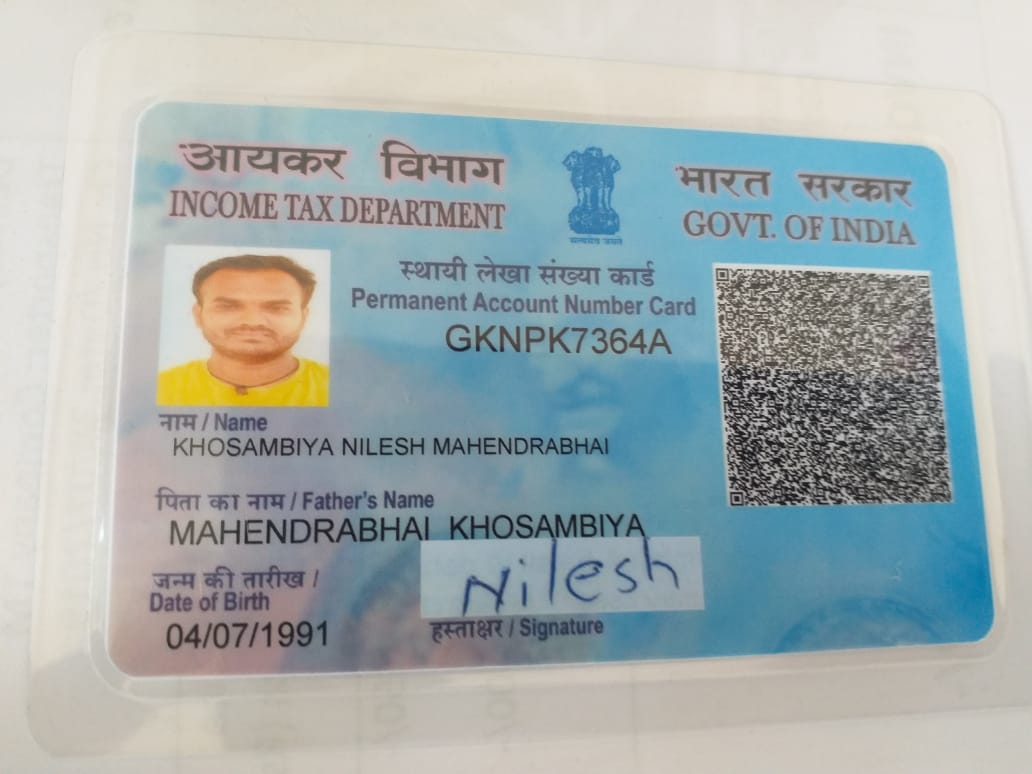 आयकर विभाग
INCOME TAX DEPARTMENT
सत्यमेव जयते
भारत सरकार
GOVT. OF INDIA
स्थायी लेखा संख्या कार्ड
Permanent Account Number Card
GKNPK7364A
नाम / Name
KHOSAMBIYA NILESH MAHENDRABHAI
पिता का नाम / Father's Name
MAHENDRABHAI KHOSAMBIYA
जन्म की तारीख /
Date of Birth
04/07/1991
Nilesh
हस्ताक्षर / Signature